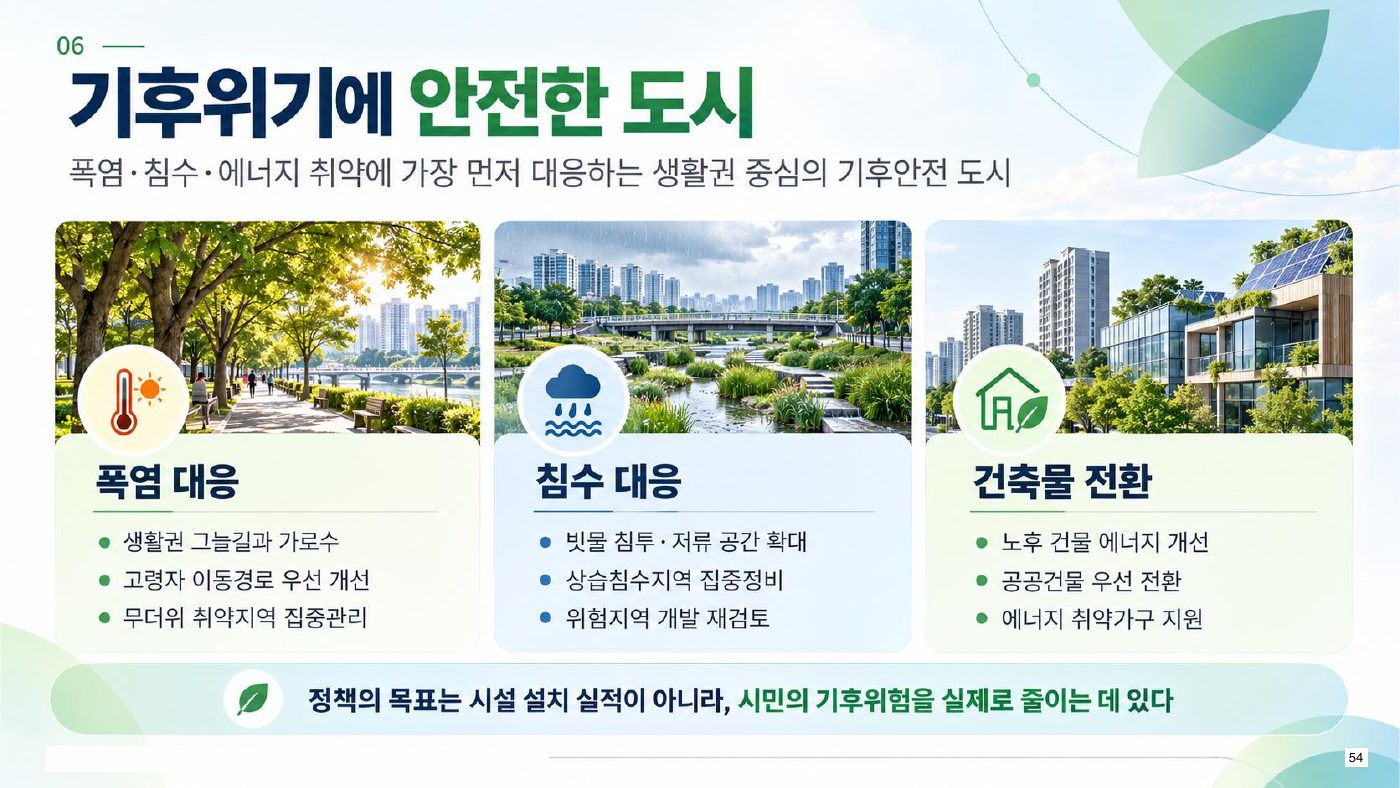 06
기후위기에 안전한 도시
폭염·침수·에너지 취약에 가장 먼저 대응하는 생활권 중심의 기후안전 도시
폭염 대응
생활권 그늘길과 가로수
고령자 이동경로 우선 개선
무더위 취약지역 집중관리
침수 대응
빗물 침투·저류 공간 확대
상습침수지역 집중정비
위험지역 개발 재검토
건축물 전환
노후 건물 에너지 개선
공공건물 우선 전환
에너지 취약가구 지원
정책의 목표는 시설 설치 실적이 아니라, 시민의 기후위험을 실제로 줄이는 데 있다
54